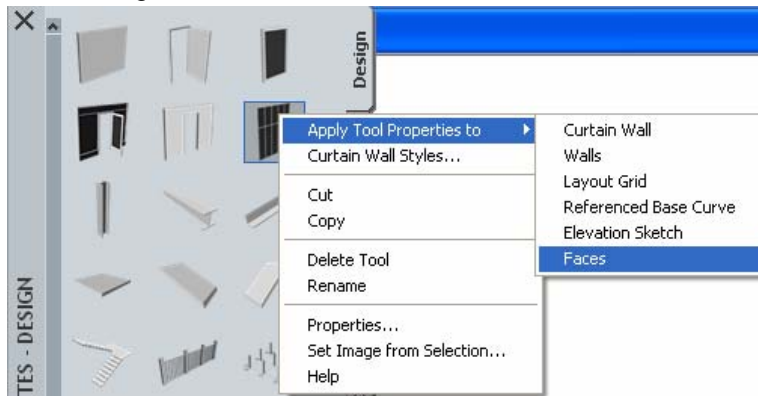 Design
Apply Tool Properties to
Curtain Wall Styles...
Cut
Copy
Delete Tool
Rename
Properties...
Set Image from Selection...
Help
Curtain Wall
Walls
Layout Grid
Referenced Base Curve
Elevation Sketch
Faces
TES - DESIGN